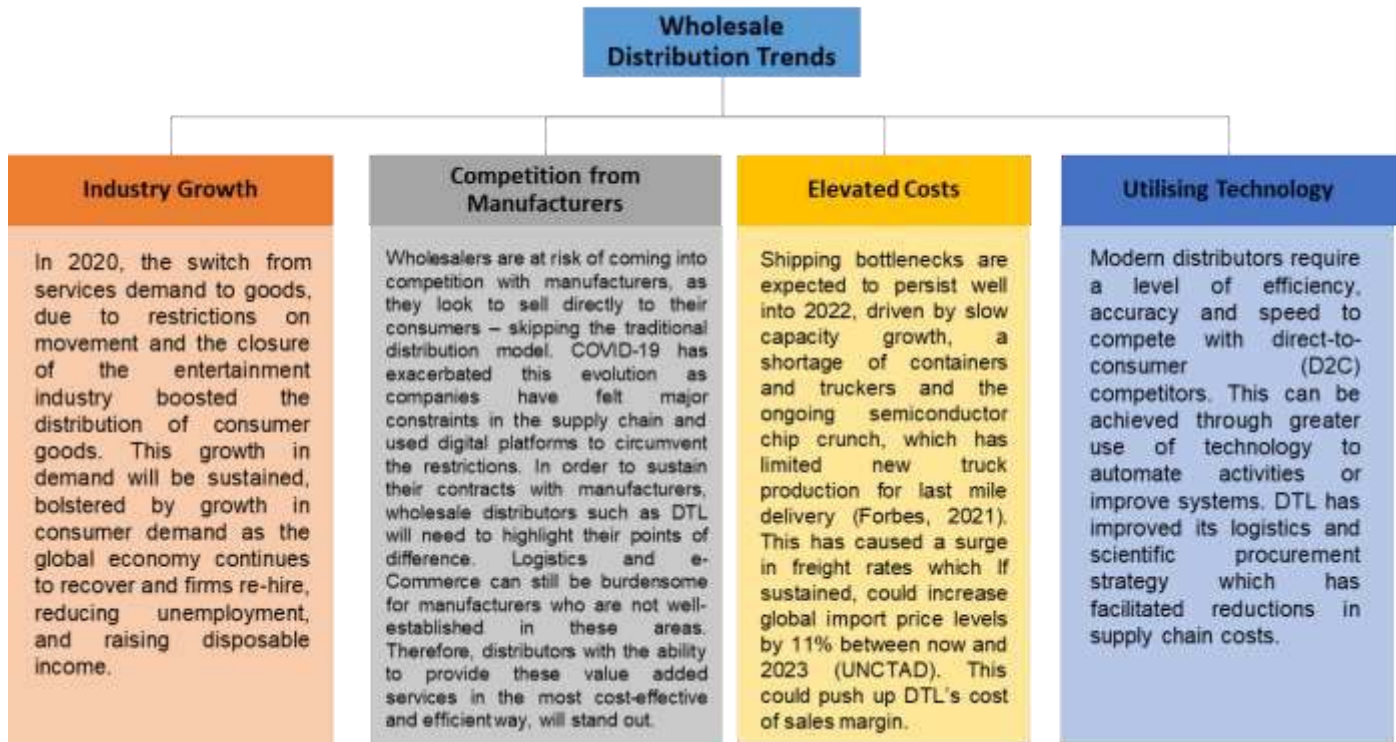 Wholesale
Distribution Trends
Industry Growth
In 2020, the switch from
services demand to goods,
due to restrictions on
movement and the closure
of the entertainment
industry boosted the
distribution of consumer
goods. This growth in
demand will be sustained,
bolstered by growth in
consumer demand as the
global economy continues
to recover and firms re-hire,
reducing unemployment,
and raising disposable
income.
Competition from
Manufacturers
Wholesalers are at risk of coming into
competition with manufacturers, as
they look to sell directly to their
consumers – skipping the traditional
distribution model. COVID-19 has
exacerbated this evolution as
companies have felt major
constraints in the supply chain and
used digital platforms to circumvent
the restrictions. In order to sustain
their contracts with manufacturers,
wholesale distributors such as DTL
will need to highlight their points of
difference. Logistics and e-
Commerce can still be burdensome
for manufacturers who are not well-
established in these areas.
Therefore, distributors with the ability
to provide these value added
services in the most cost-effective
and efficient way, will stand out.
Elevated Costs
Shipping bottlenecks are
expected to persist well
into 2022, driven by slow
capacity growth, a
shortage of containers
and truckers and the
ongoing semiconductor
chip crunch, which has
limited new truck
production for last mile
delivery (Forbes, 2021).
This has caused a surge
in freight rates which If
sustained, could increase
global import price levels
by 11% between now and
2023 (UNCTAD). This
could push up DTL's cost
of sales margin.
Utilising Technology
Modern distributors require
a level of efficiency,
accuracy and speed to
compete with direct-to-
consumer (D2C)
competitors. This can be
achieved through greater
use of technology to
automate activities or
improve systems. DTL has
improved its logistics and
scientific procurement
strategy which has
facilitated reductions in
supply chain costs.